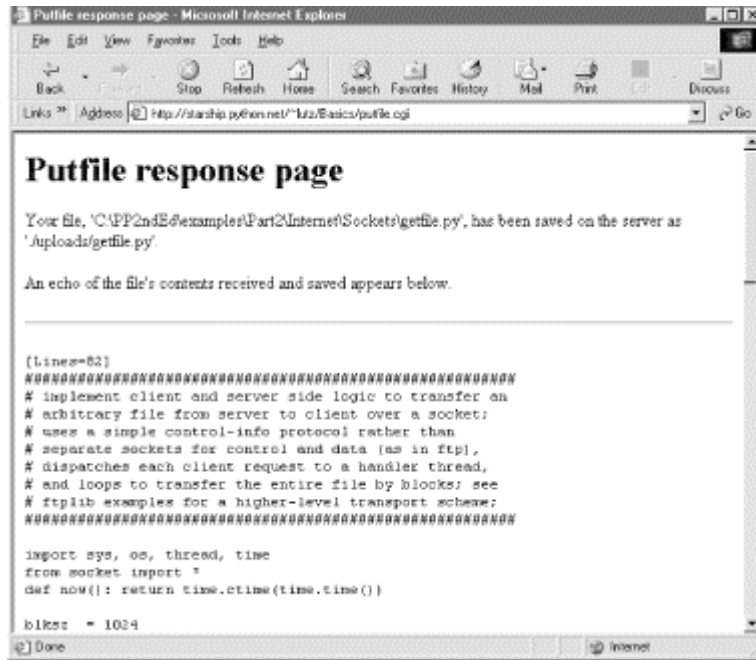 Putfile response page - Microsoft Internet Explorer
File Edit View Favorites Tools Help
Back Stop Refresh Home Search Favorites History Mail Print Edit Discuss
Links » Address http://starship.python.net/~lutz/Basics/putfile.cgi Go
Putfile response page
Your file, 'C:\PP2ndEd\examples\Part2\Internet\Sockets\getfile.py', has been saved on the server as
'./uploads/getfile.py'.
An echo of the file's contents received and saved appears below.
[Lines=82]
#########################################################
# implement client and server side logic to transfer an
# arbitrary file from server to client over a socket;
# uses a simple control-info protocol rather than
# separate sockets for control and data (as in ftp),
# dispatches each client request to a handler thread,
# and loops to transfer the entire file by blocks; see
# ftplib examples for a higher-level transport scheme;
#########################################################
import sys, os, thread, time
from socket import *
def now(): return time.ctime(time.time())
blksz = 1024
Done Internet